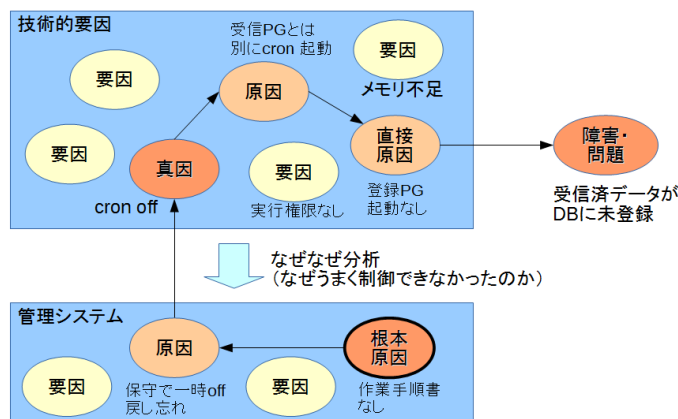 技術的要因
受信PGとは
別にcron 起動
要因
メモリ不足
要因
原因
要因
真因
cron off
要因
実行権限なし
直接
原因
登録PG
起動なし
障害・
問題
受信済データが
DBに未登録
なぜなぜ分析
（なぜうまく制御できなかったのか）
管理システム
要因
原因
保守で一時off
戻し忘れ
要因
根本
原因
作業手順書
なし